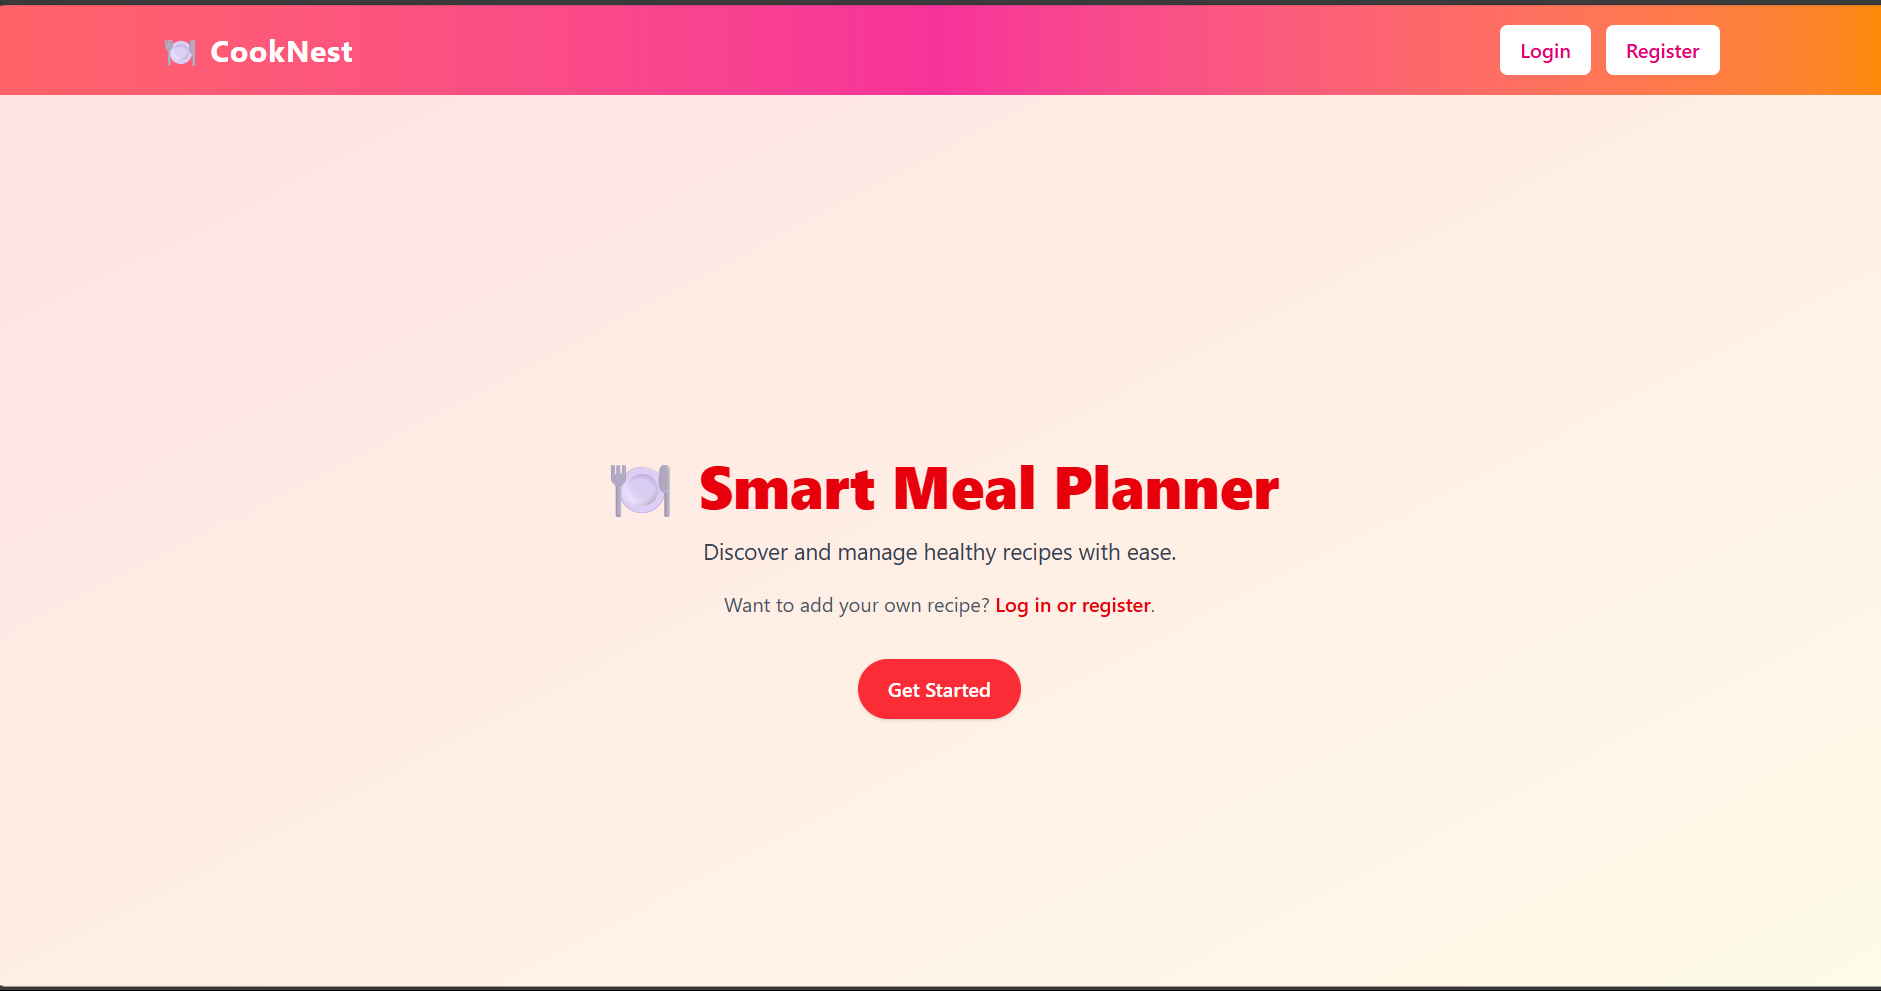 CookNest
Login
Register
Smart Meal Planner
Discover and manage healthy recipes with ease.
Want to add your own recipe? Log in or register.
Get Started